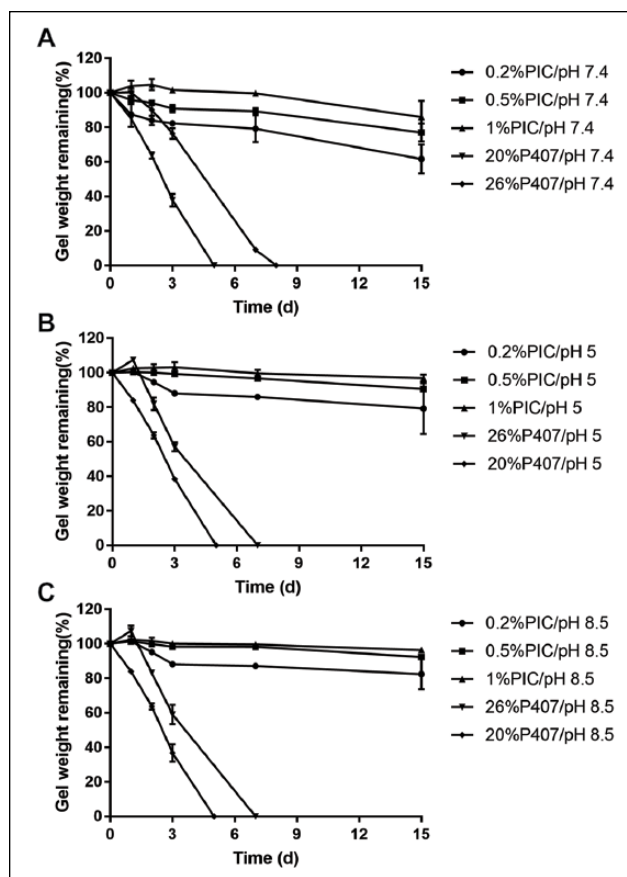 A
Gel weight remaining(%)
120
100
80
60
40
20
0
0
3
6
9
12
15
Time (d)
0.2%PIC/pH 7.4
0.5%PIC/pH 7.4
1%PIC/pH 7.4
20%P407/pH 7.4
26%P407/pH 7.4
B
Gel weight remaining(%)
120
100
80
60
40
20
0
0
3
6
9
12
15
Time (d)
0.2%PIC/pH 5
0.5%PIC/pH 5
1%PIC/pH 5
26%P407/pH 5
20%P407/pH 5
C
Gel weight remaining(%)
120
100
80
60
40
20
0
0
3
6
9
12
15
Time (d)
0.2%PIC/pH 8.5
0.5%PIC/pH 8.5
1%PIC/pH 8.5
26%P407/pH 8.5
20%P407/pH 8.5